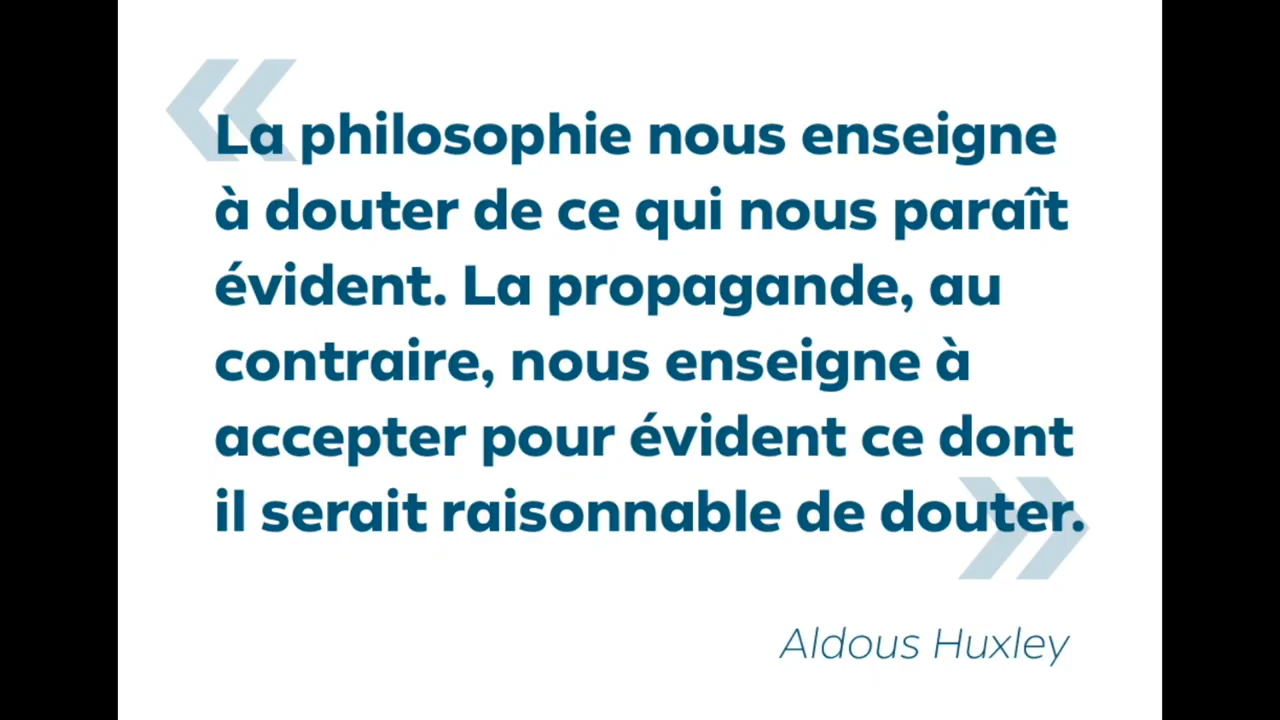 « La philosophie nous enseigne
à douter de ce qui nous paraît
évident. La propagande, au
contraire, nous enseigne à
accepter pour évident ce dont
il serait raisonnable de douter. »
Aldous Huxley